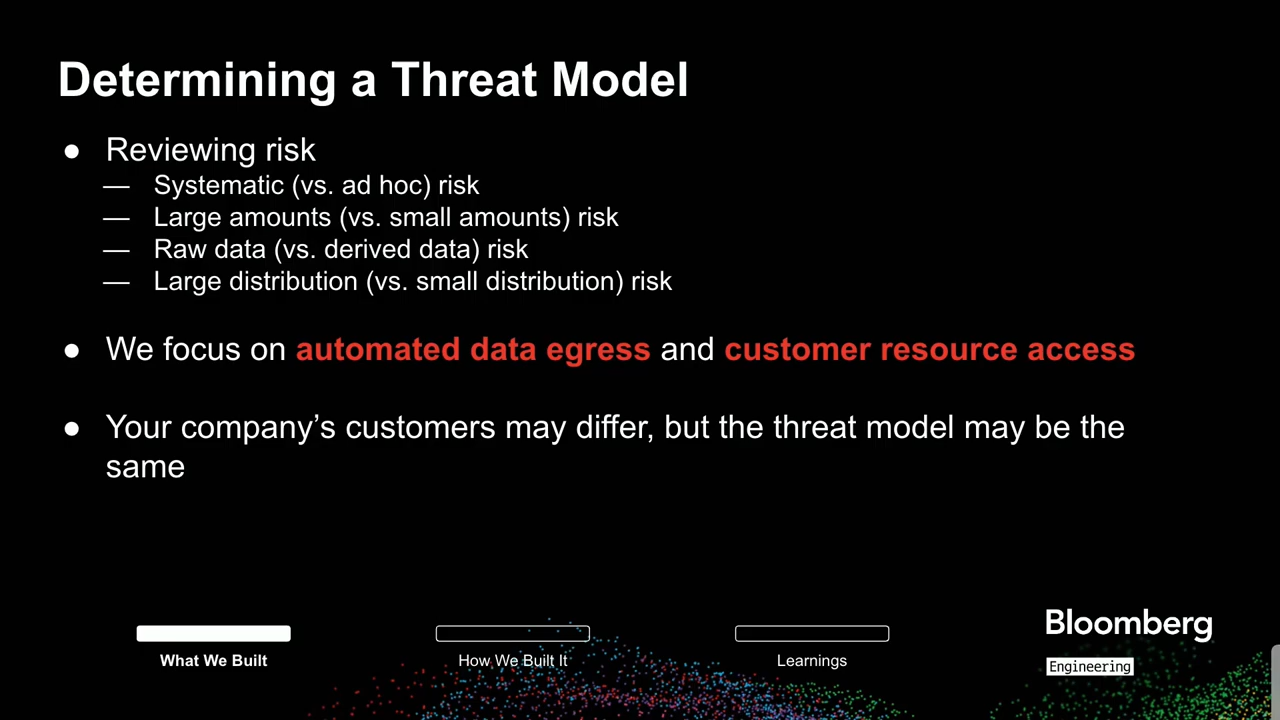 Determining a Threat Model
● Reviewing risk
— Systematic (vs. ad hoc) risk
— Large amounts (vs. small amounts) risk
— Raw data (vs. derived data) risk
— Large distribution (vs. small distribution) risk
● We focus on automated data egress and customer resource access
● Your company’s customers may differ, but the threat model may be the
same
What We Built
How We Built It
Learnings
Bloomberg
Engineering